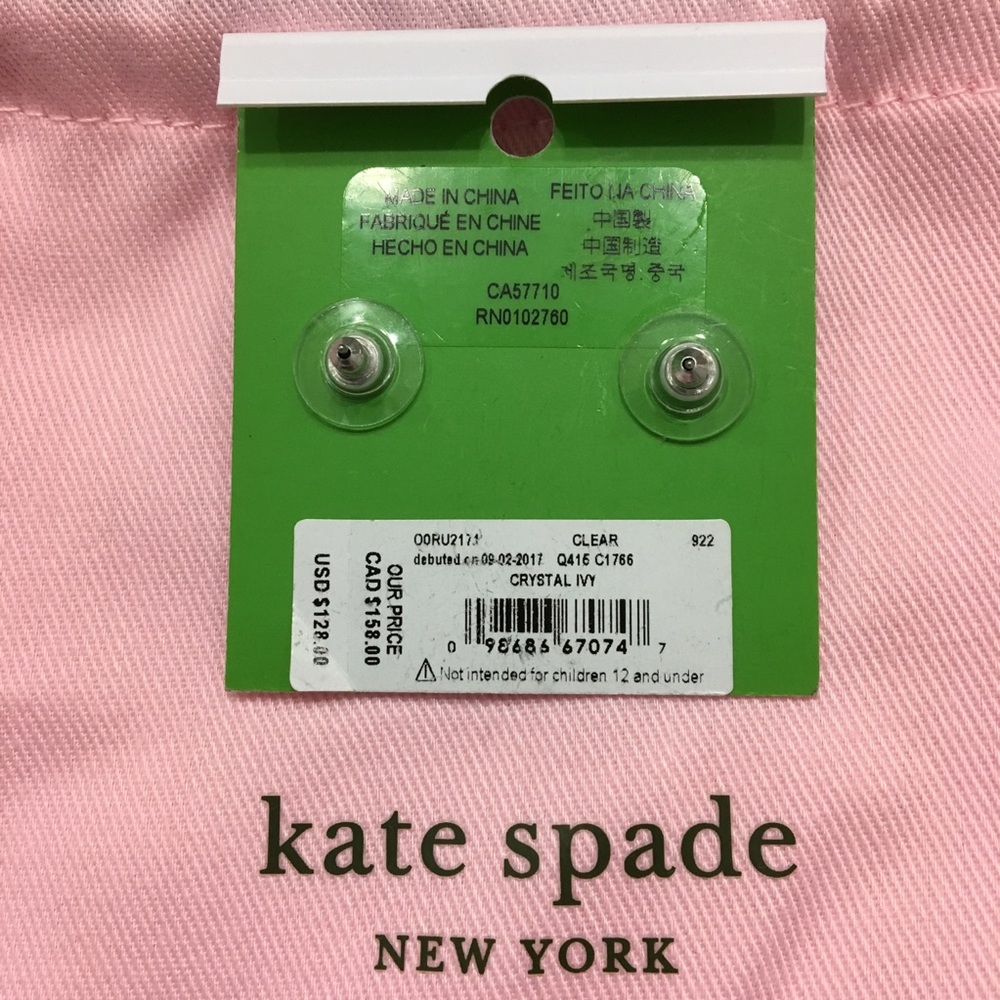 MADE IN CHINA
FABRIQUÉ EN CHINE
HECHO EN CHINA
FEITO NA CHINA
中国製
中国制造
제조국명:중국
CA57710
RN0102760
O0RU2171 CLEAR 922
debuted on 09-02-2017 Q415 C1766
CRYSTAL IVY
OUR PRICE
CAD $158.00
USD $128.00
0 98686 67074 7
Not intended for children 12 and under
kate spade
NEW YORK